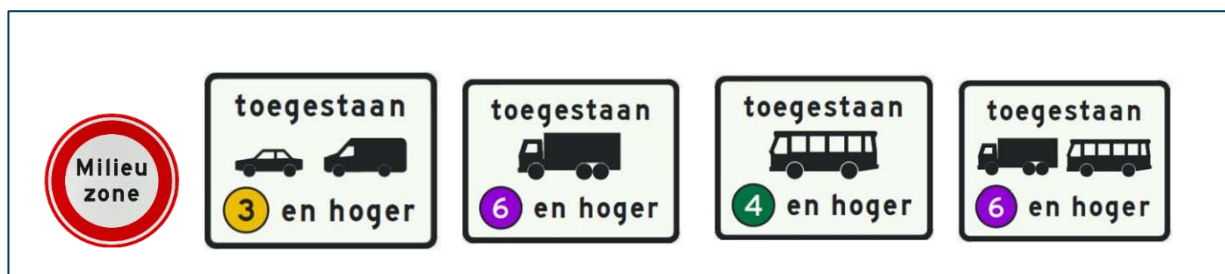 Milieu
zone
toegestaan
3 en hoger
toegestaan
6 en hoger
toegestaan
4 en hoger
toegestaan
6 en hoger